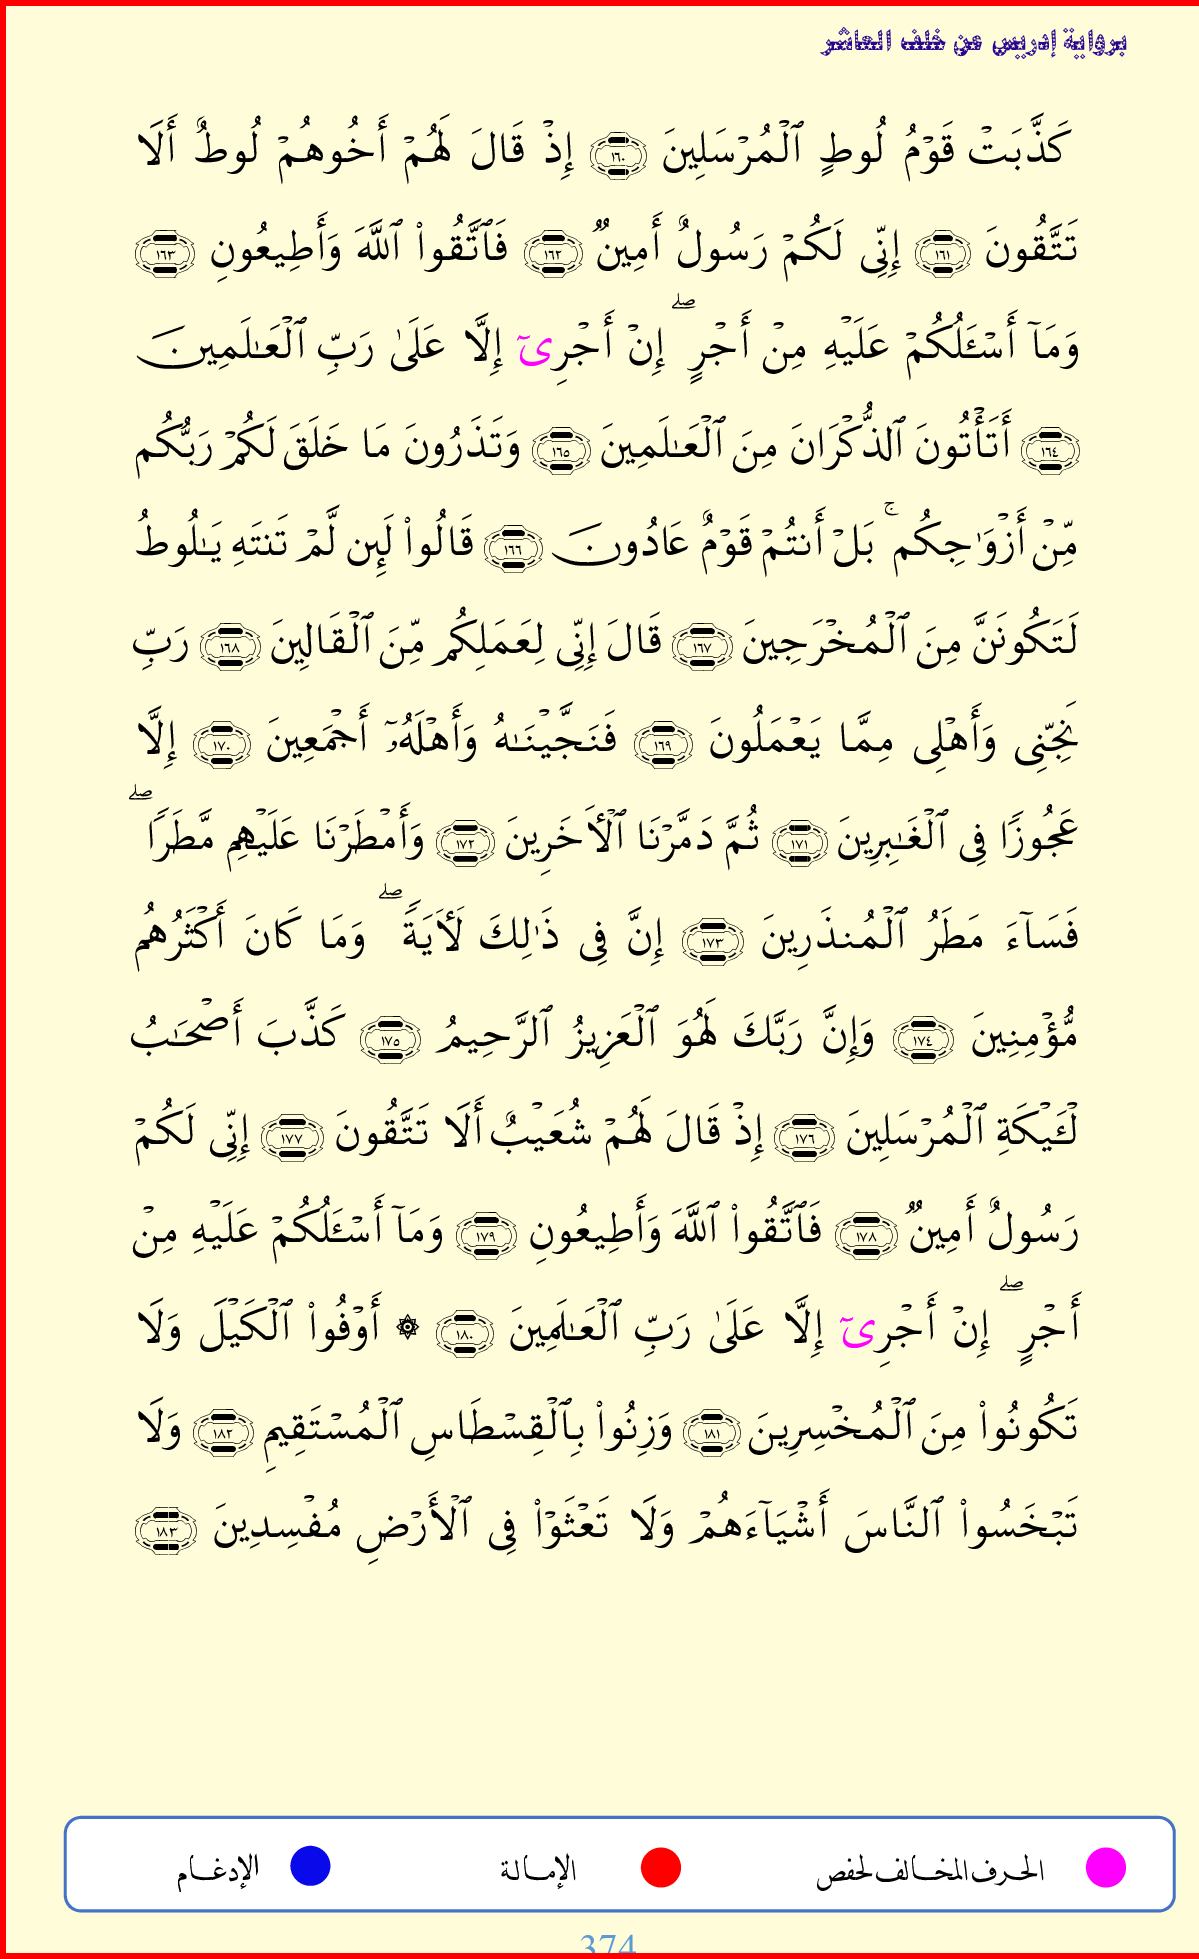 برواية إدريس عن خلف العاشر
كَذَّبَتۡ قَوۡمُ لُوطٍ ٱلۡمُرۡسَلِينَ ١٦٠ إِذۡ قَالَ لَهُمۡ أَخُوهُمۡ لُوطٌ أَلَا
تَتَّقُونَ ١٦١ إِنِّي لَكُمۡ رَسُولٌ أَمِينٌ ١٦٢ فَٱتَّقُواْ ٱللَّهَ وَأَطِيعُونِ ١٦٣
وَمَآ أَسۡـَٔلُكُمۡ عَلَيۡهِ مِنۡ أَجۡرٍۖ إِنۡ أَجۡرِيٓ إِلَّا عَلَىٰ رَبِّ ٱلۡعَـٰلَمِينَ
١٦٤ أَتَأۡتُونَ ٱلذُّكۡرَانَ مِنَ ٱلۡعَـٰلَمِينَ ١٦٥ وَتَذَرُونَ مَا خَلَقَ لَكُمۡ رَبُّكُم
مِّنۡ أَزۡوَٰجِكُمۚ بَلۡ أَنتُمۡ قَوۡمٌ عَادُونَ ١٦٦ قَالُواْ لَئِن لَّمۡ تَنتَهِ يَـٰلُوطُ
لَتَكُونَنَّ مِنَ ٱلۡمُخۡرَجِينَ ١٦٧ قَالَ إِنِّي لِعَمَلِكُم مِّنَ ٱلۡقَالِينَ ١٦٨ رَبِّ
نَجِّنِي وَأَهۡلِي مِمَّا يَعۡمَلُونَ ١٦٩ فَنَجَّيۡنَـٰهُ وَأَهۡلَهُۥٓ أَجۡمَعِينَ ١٧٠ إِلَّا
عَجُوزًا فِي ٱلۡغَـٰبِرِينَ ١٧١ ثُمَّ دَمَّرۡنَا ٱلۡأٓخَرِينَ ١٧٢ وَأَمۡطَرۡنَا عَلَيۡهِم مَّطَرًاۖ
فَسَآءَ مَطَرُ ٱلۡمُنذَرِينَ ١٧٣ إِنَّ فِي ذَٰلِكَ لَأٓيَةًۖ وَمَا كَانَ أَكۡثَرُهُم
مُّؤۡمِنِينَ ١٧٤ وَإِنَّ رَبَّكَ لَهُوَ ٱلۡعَزِيزُ ٱلرَّحِيمُ ١٧٥ كَذَّبَ أَصۡحَـٰبُ
لۡـَٔيۡكَةِ ٱلۡمُرۡسَلِينَ ١٧٦ إِذۡ قَالَ لَهُمۡ شُعَيۡبٌ أَلَا تَتَّقُونَ ١٧٧ إِنِّي لَكُمۡ
رَسُولٌ أَمِينٌ ١٧٨ فَٱتَّقُواْ ٱللَّهَ وَأَطِيعُونِ ١٧٩ وَمَآ أَسۡـَٔلُكُمۡ عَلَيۡهِ مِنۡ
أَجۡرٍۖ إِنۡ أَجۡرِيٓ إِلَّا عَلَىٰ رَبِّ ٱلۡعَـٰلَمِينَ ١٨٠ ۞ أَوۡفُواْ ٱلۡكَيۡلَ وَلَا
تَكُونُواْ مِنَ ٱلۡمُخۡسِرِينَ ١٨١ وَزِنُواْ بِٱلۡقِسۡطَاسِ ٱلۡمُسۡتَقِيمِ ١٨٢ وَلَا
تَبۡخَسُواْ ٱلنَّاسَ أَشۡيَآءَهُمۡ وَلَا تَعۡثَوۡاْ فِي ٱلۡأَرۡضِ مُفۡسِدِينَ ١٨٣
الحرف المخالف لحفص الإمالة الإدغام
374